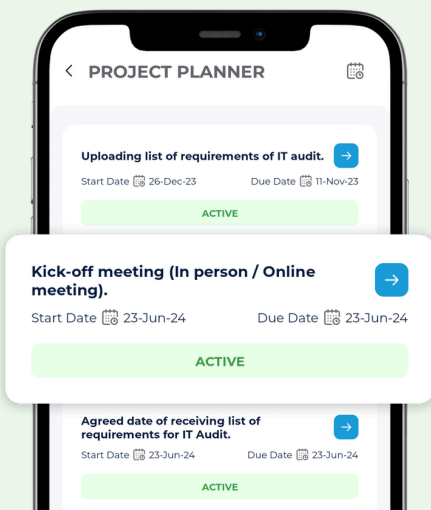 PROJECT PLANNER
Uploading list of requirements of IT audit.
Start Date 26-Dec-23 Due Date 11-Nov-23
ACTIVE
Kick-off meeting (In person / Online
meeting).
Start Date 23-Jun-24 Due Date 23-Jun-24
ACTIVE
Agreed date of receiving list of
requirements for IT Audit.
Start Date 23-Jun-24 Due Date 23-Jun-24
ACTIVE